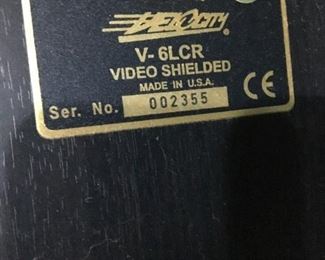 VELOCITY®
V-6LCR
VIDEO SHIELDED
MADE IN U.S.A.
Ser. No. 002355 CE